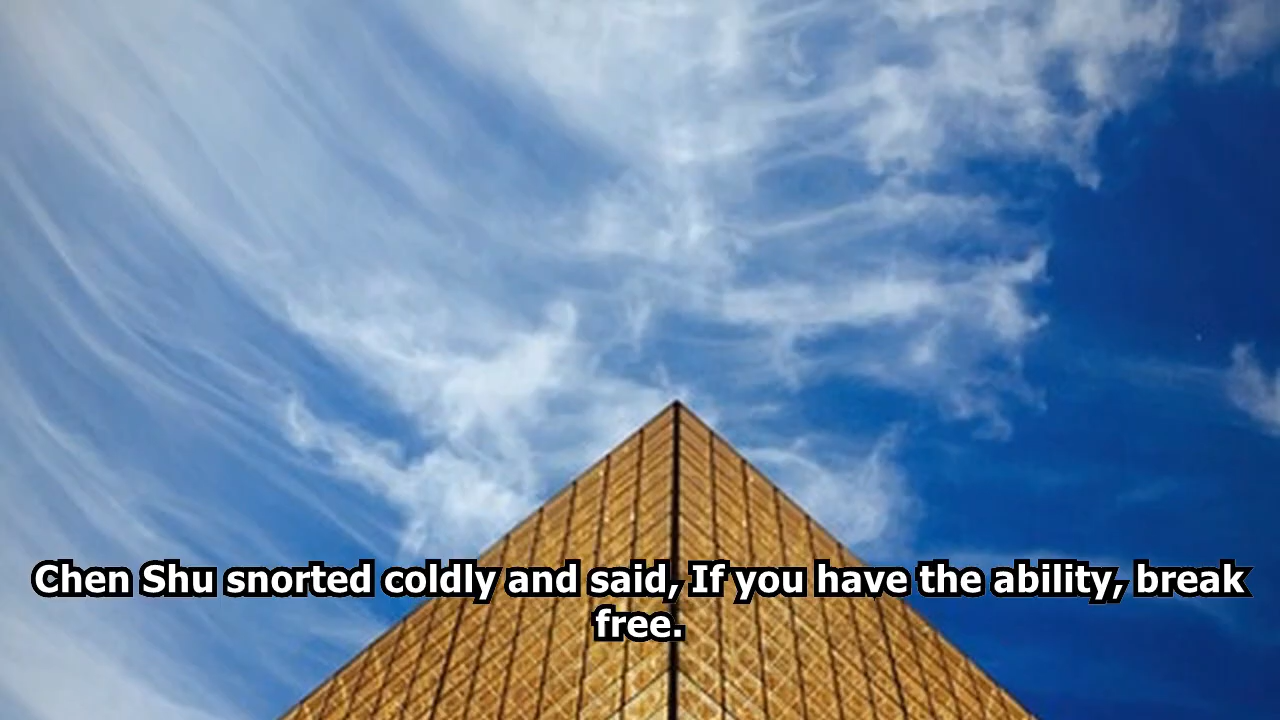 Chen Shu snorted coldly and said, If you have the ability, break
free.